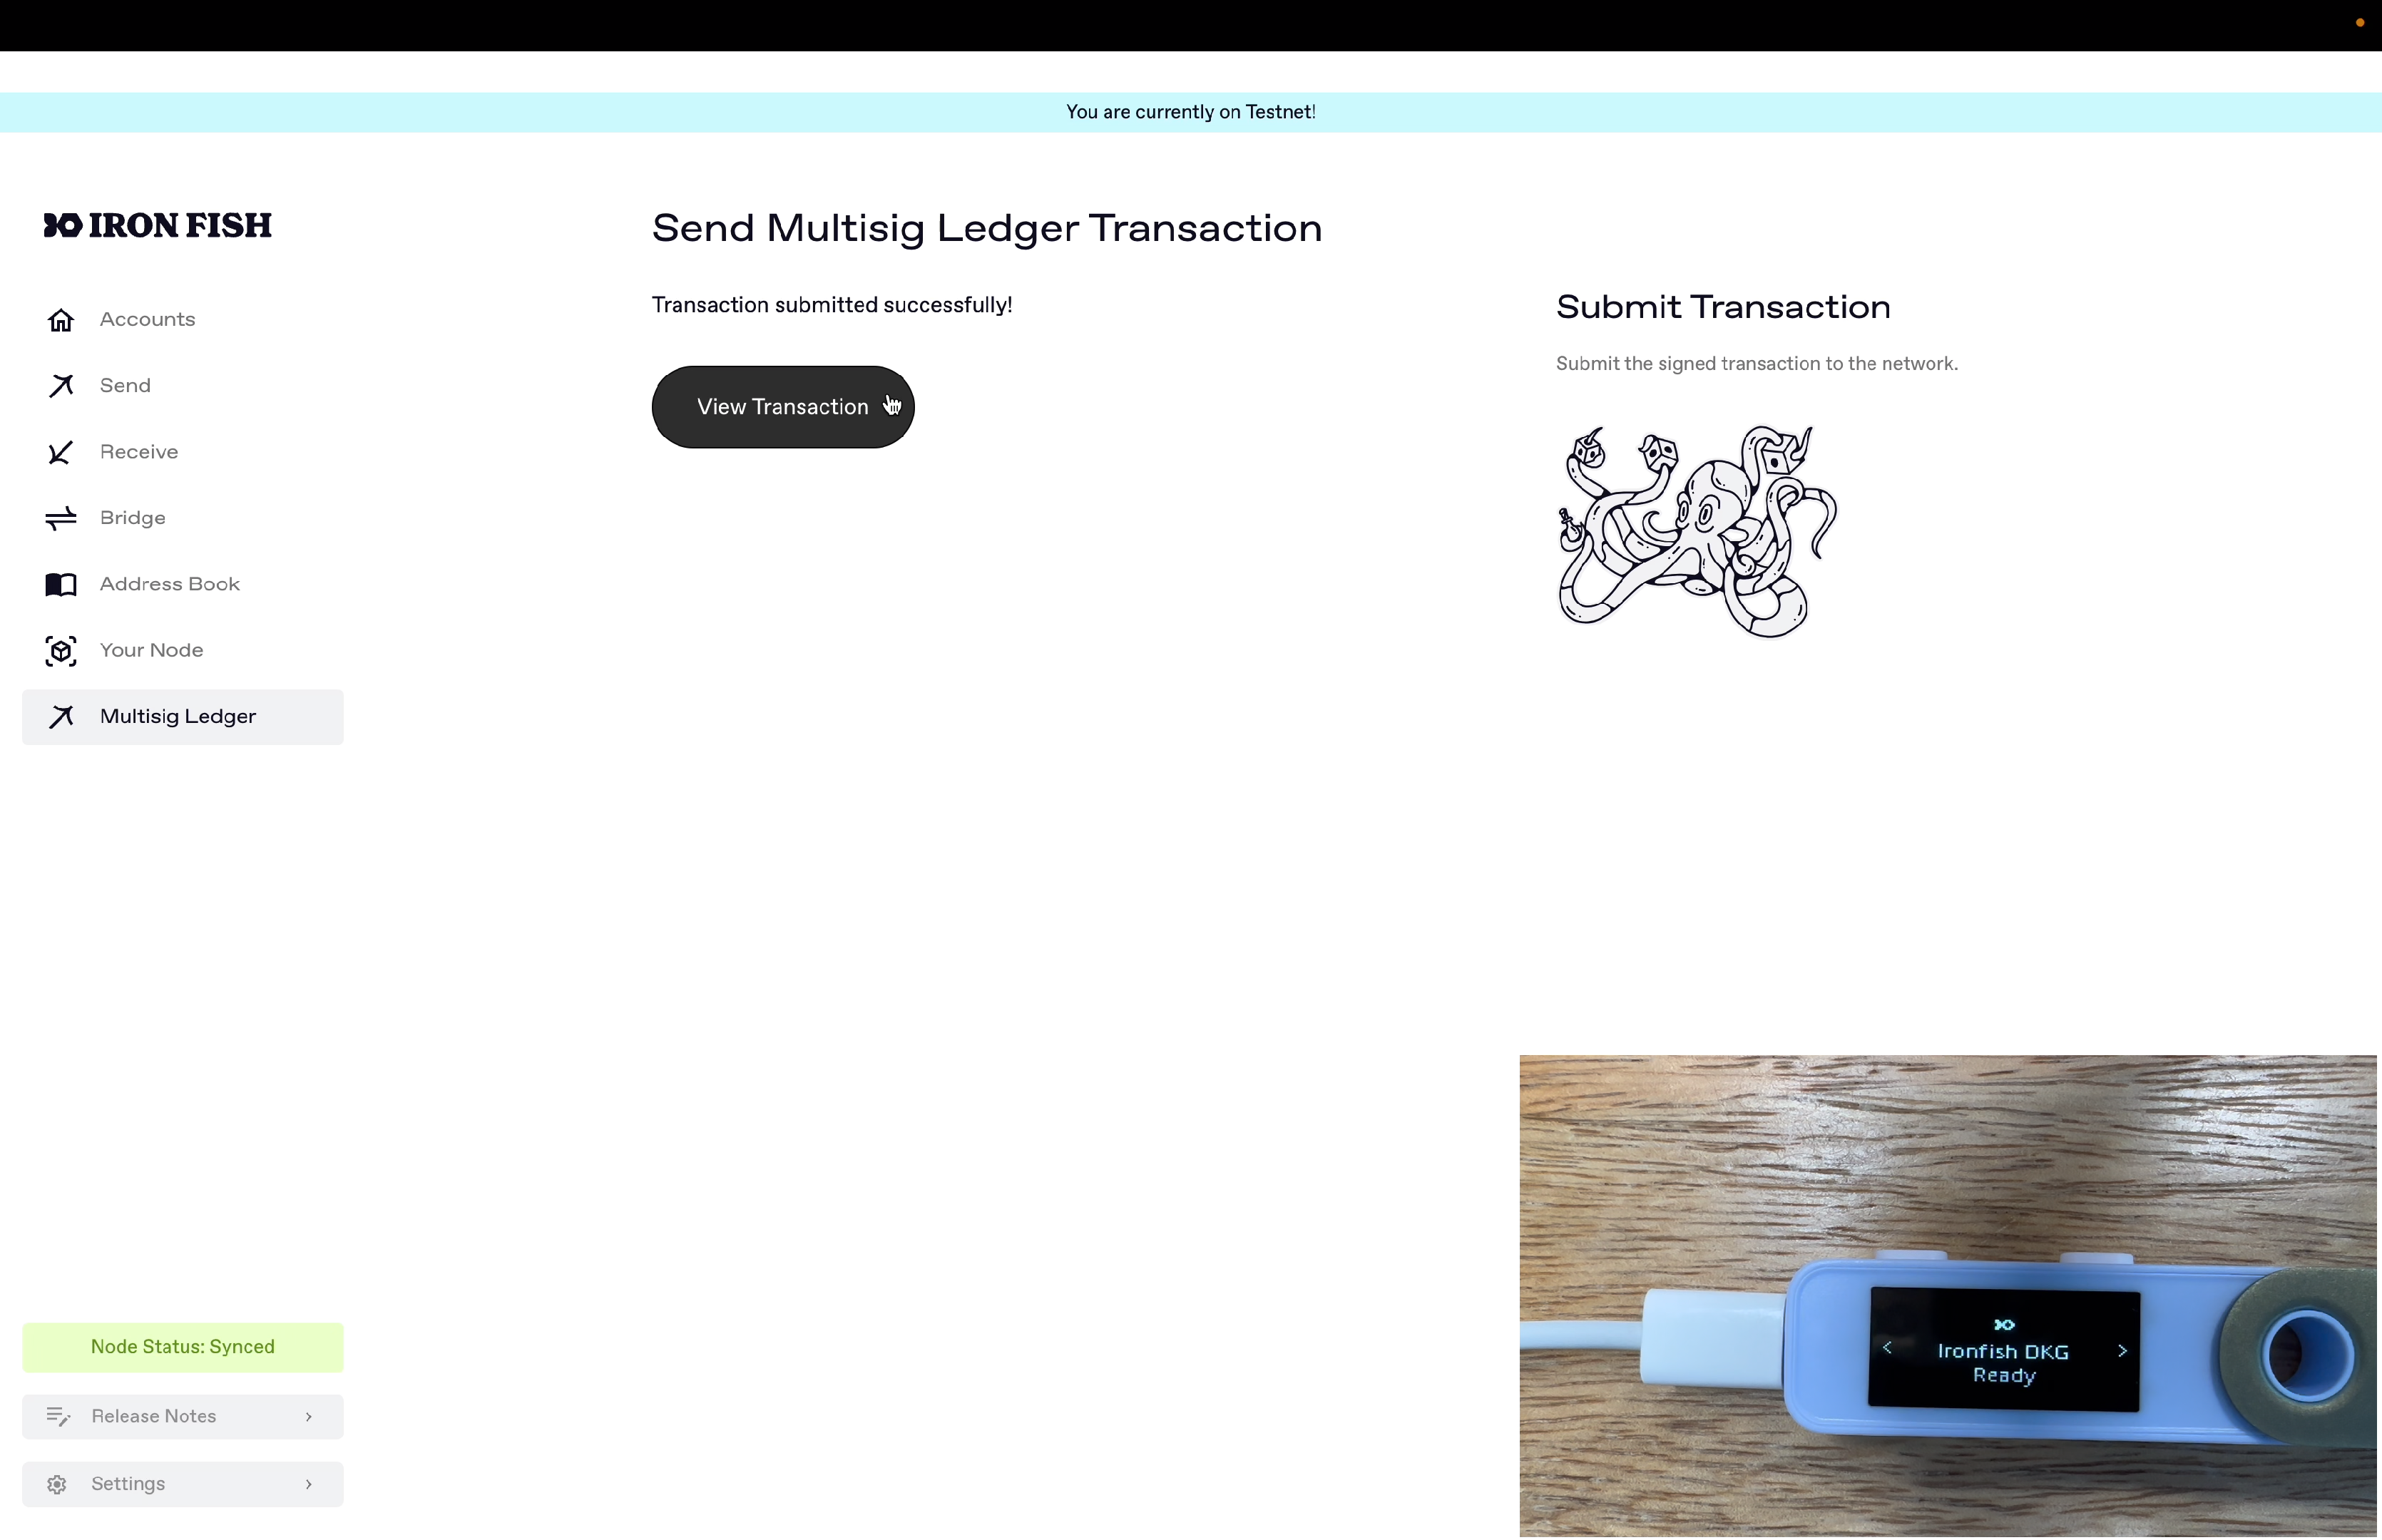 You are currently on Testnet!
IRON FISH
Accounts
Send
Receive
Bridge
Address Book
Your Node
Multisig Ledger
Send Multisig Ledger Transaction
Transaction submitted successfully!
View Transaction
Submit Transaction
Submit the signed transaction to the network.
Node Status: Synced
Release Notes
Settings
Ironfish DKG
Ready